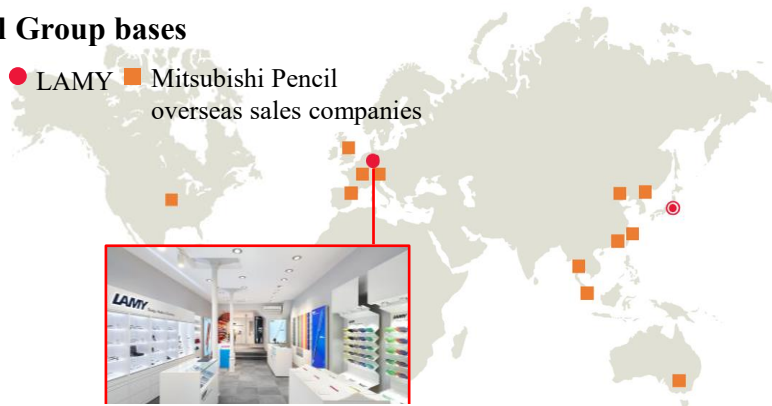 l Group bases
LAMY Mitsubishi Pencil
overseas sales companies
LAMY